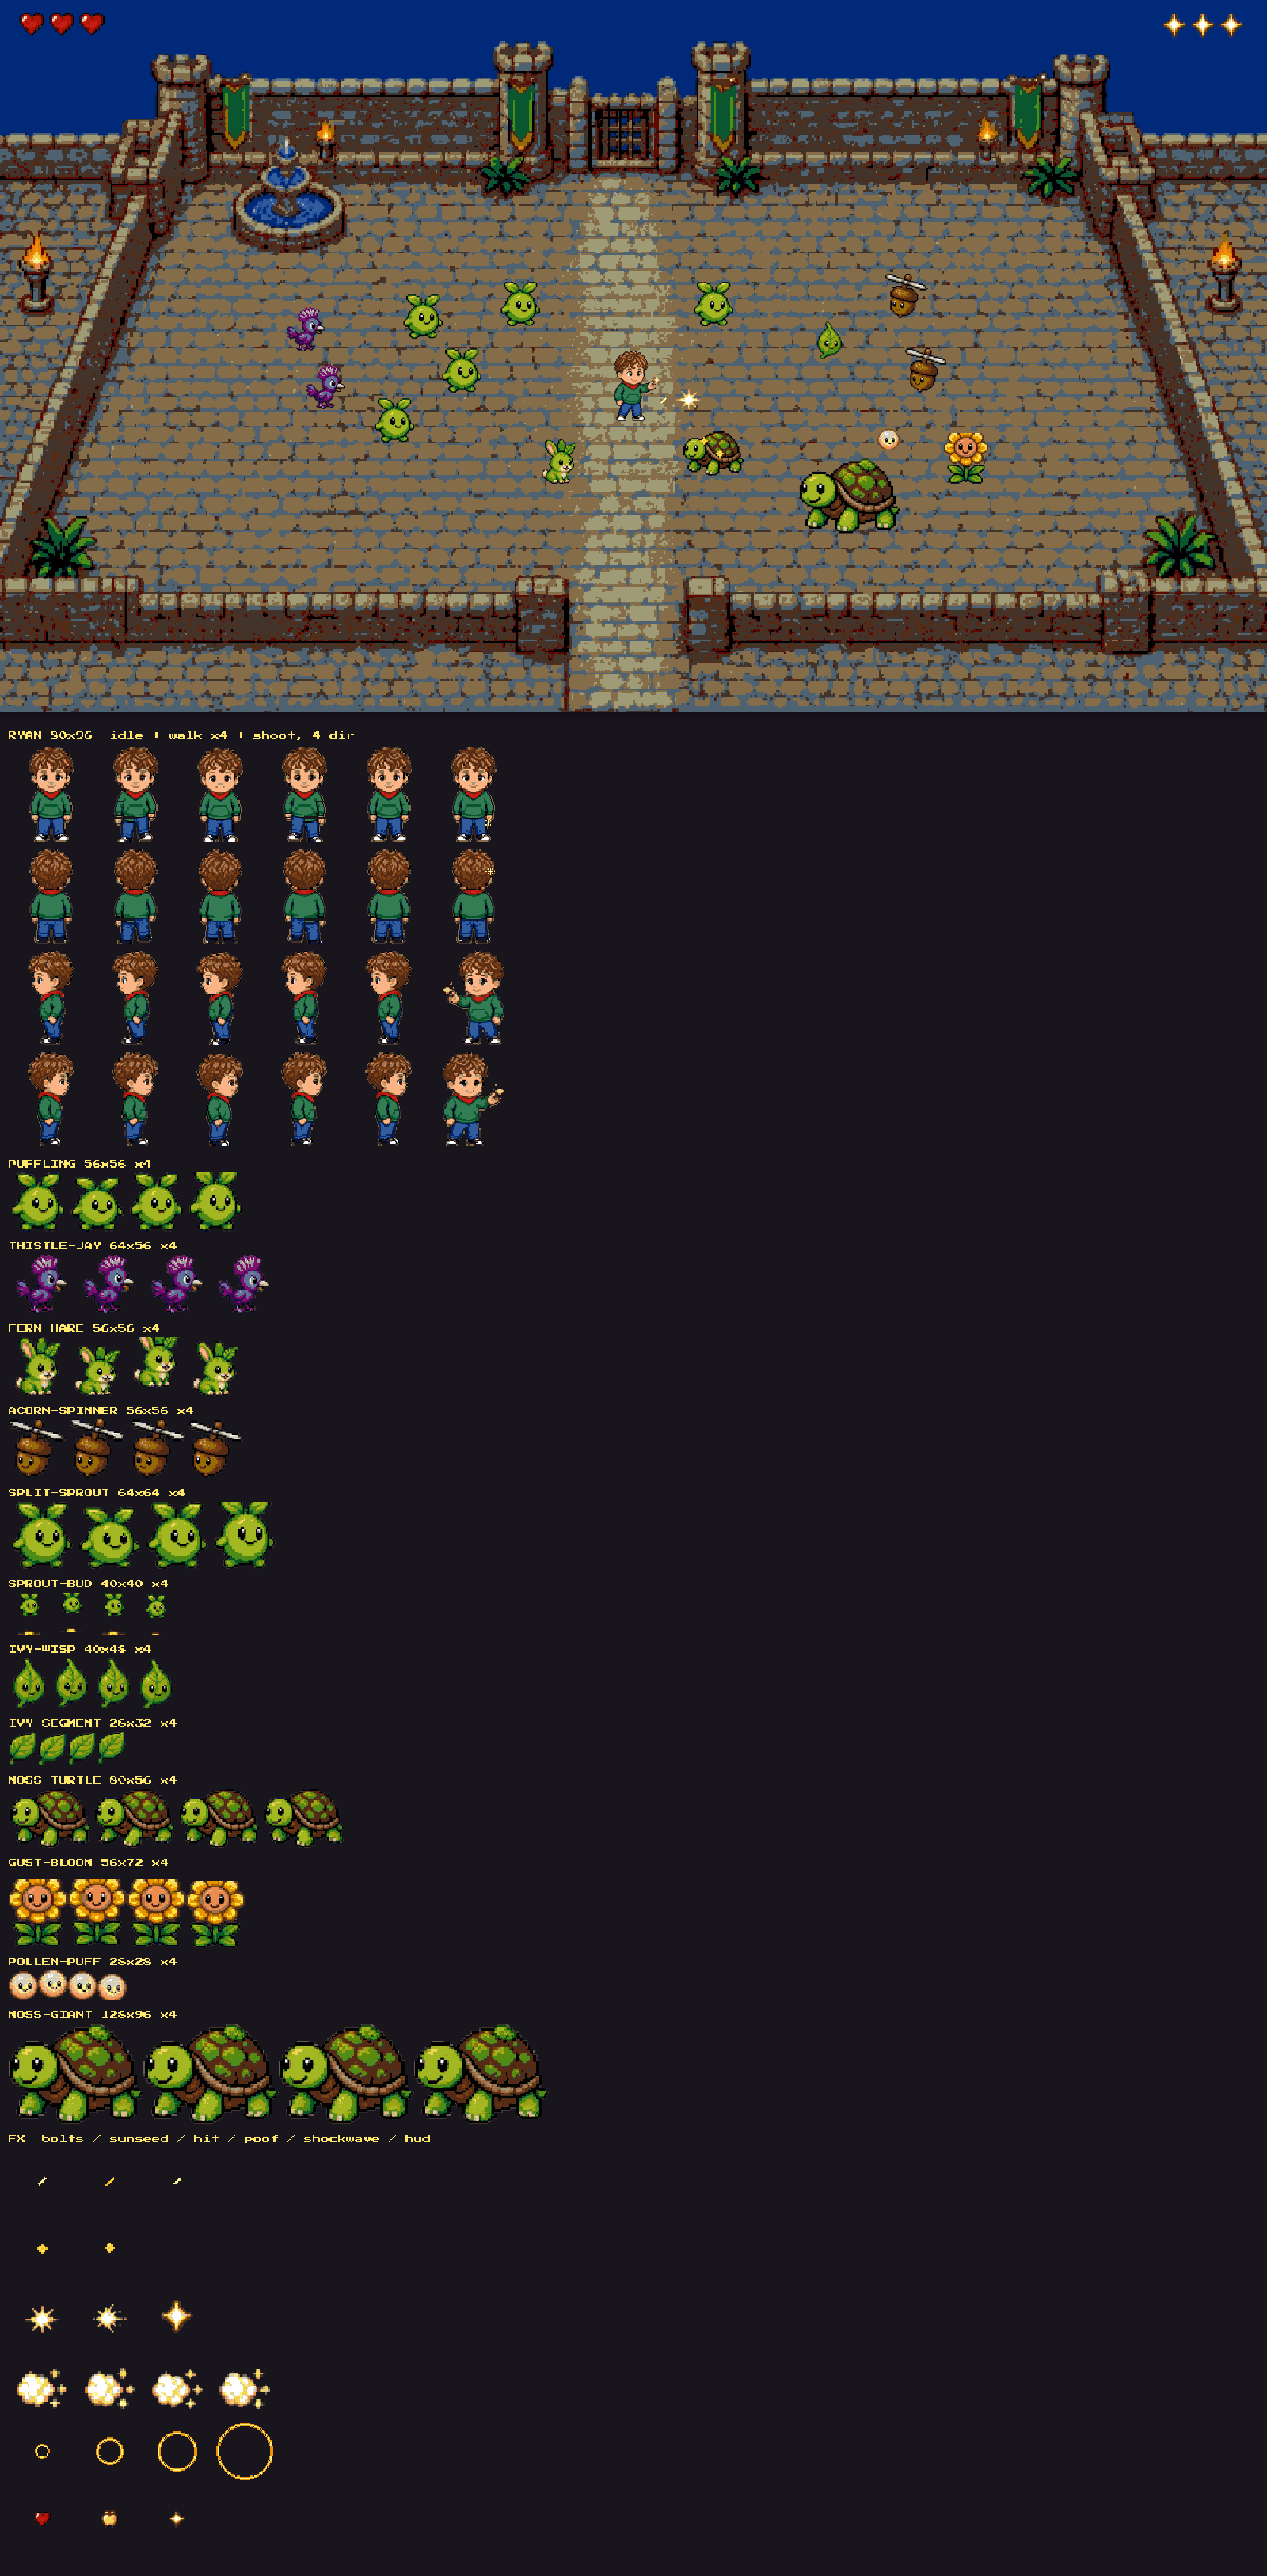 RYAN 80x96  idle + walk x4 + shoot, 4 dir
PUFFLING 56x56 x4
THISTLE-JAY 64x56 x4
FERN-HARE 56x56 x4
ACORN-SPINNER 56x56 x4
SPLIT-SPROUT 64x64 x4
SPROUT-BUD 40x40 x4
IVY-WISP 40x48 x4
IVY-SEGMENT 28x32 x4
MOSS-TURTLE 80x56 x4
GUST-BLOOM 56x72 x4
POLLEN-PUFF 28x28 x4
MOSS-GIANT 128x96 x4
FX  bolts / sunseed / hit / poof / shockwave / hud